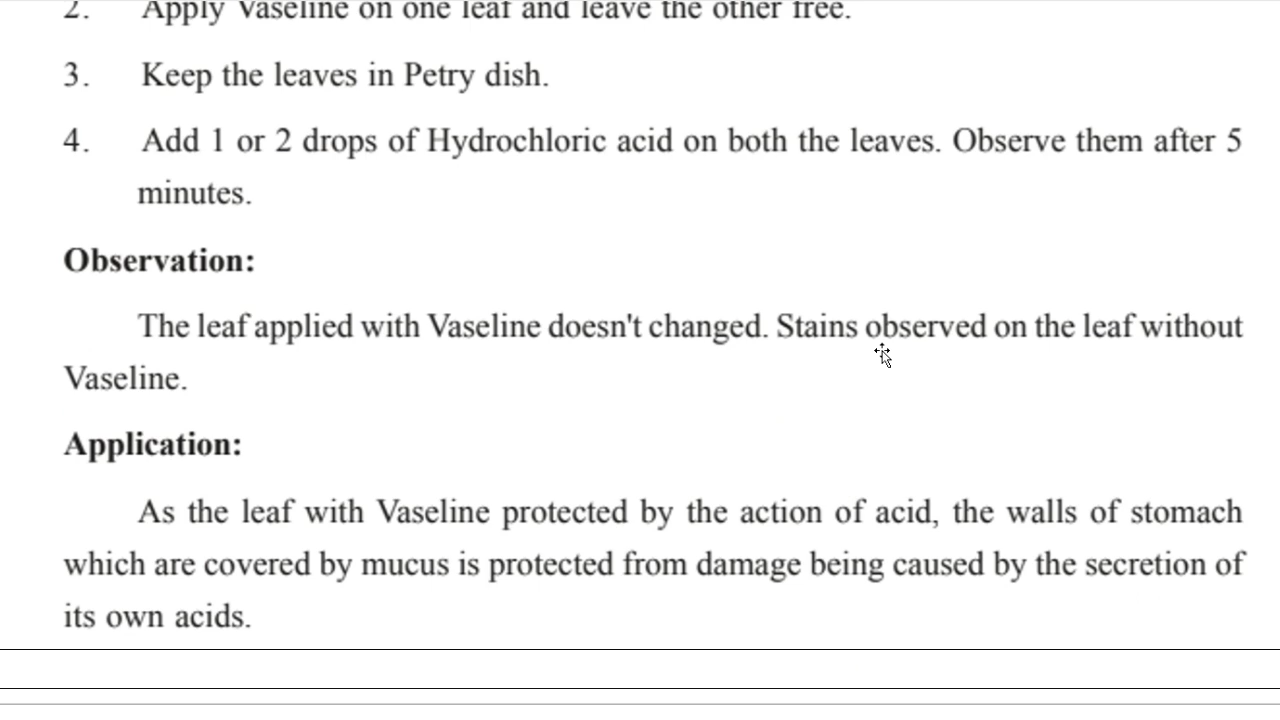 2. Apply Vaseline on one leaf and leave the other free.
3. Keep the leaves in Petry dish.
4. Add 1 or 2 drops of Hydrochloric acid on both the leaves. Observe them after 5
minutes.
Observation:
The leaf applied with Vaseline doesn't changed. Stains observed on the leaf without
Vaseline.
Application:
As the leaf with Vaseline protected by the action of acid, the walls of stomach
which are covered by mucus is protected from damage being caused by the secretion of
its own acids.